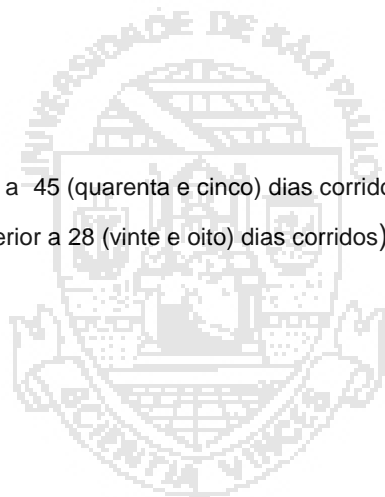 UNIVERSIDADE DE SÃO PAULO
a 45 (quarenta e cinco) dias corrido
erior a 28 (vinte e oito) dias corridos)
SCIENTIA VINCES